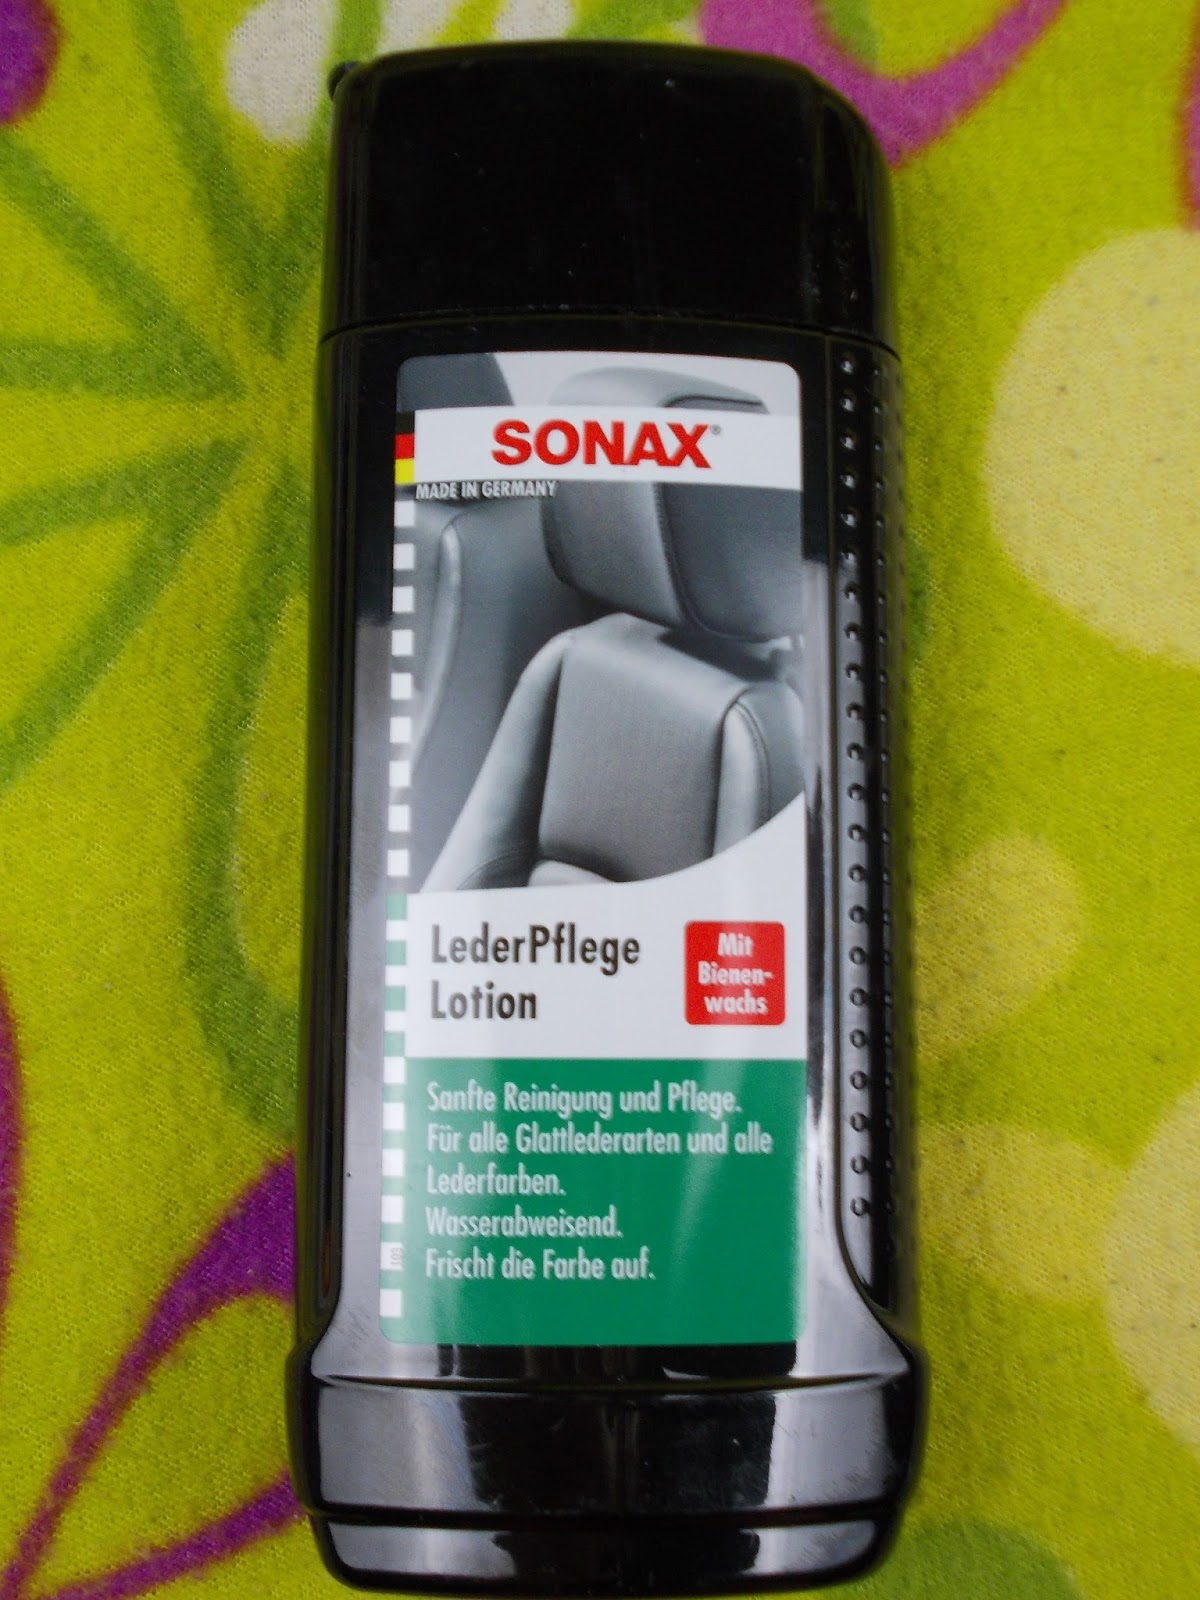 SONAX®
MADE IN GERMANY
LederPflege
Lotion
Mit
Bienen-
wachs
Sanfte Reinigung und Pflege.
Für alle Glattlederarten und alle
Lederfarben.
Wasserabweisend.
Frischt die Farbe auf.